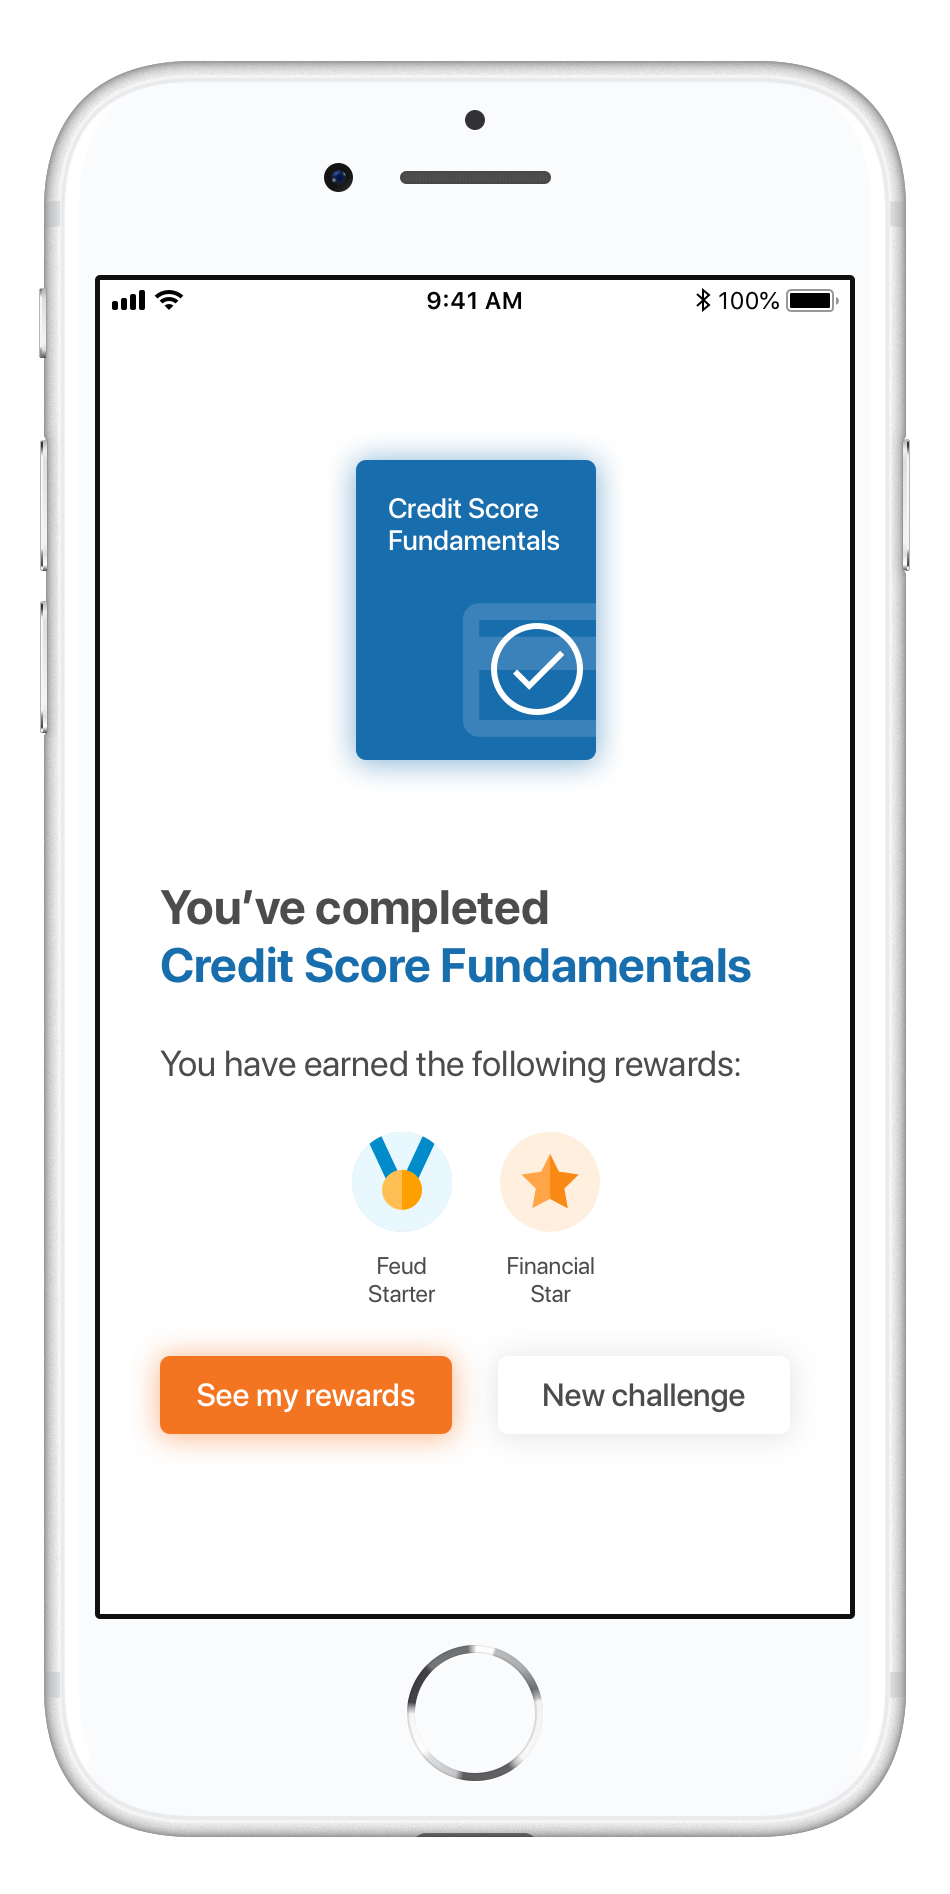 9:41 AM
100%
Credit Score
Fundamentals
You’ve completed
Credit Score Fundamentals
You have earned the following rewards:
Feud
Starter
Financial
Star
See my rewards
New challenge